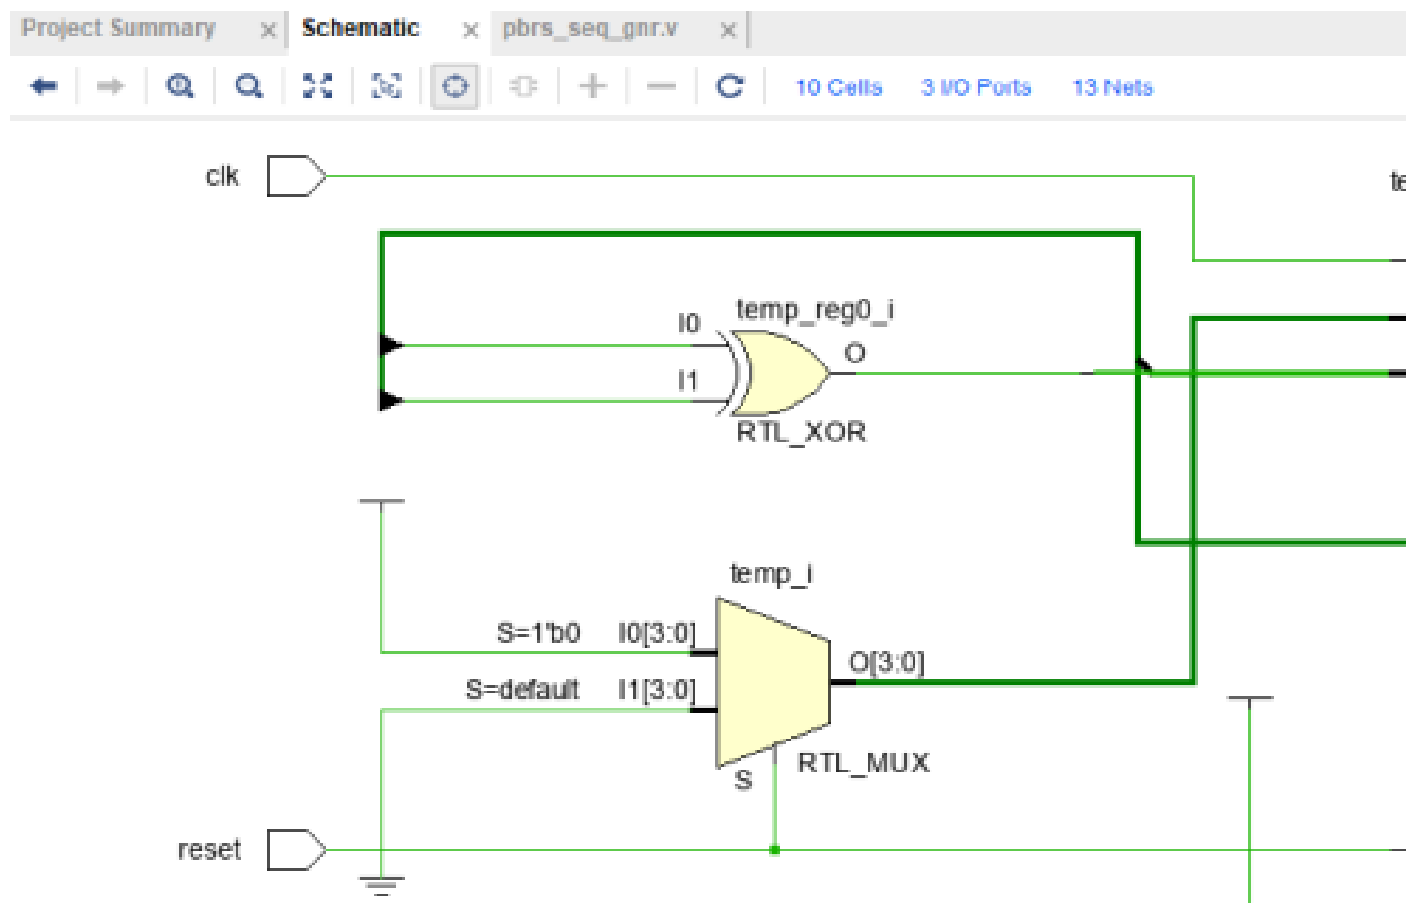 Project Summary
Schematic
pbrs_seq_gnr.v
10 Cells
3 I/O Ports
13 Nets
clk
temp_reg0_i
I0
O
I1
RTL_XOR
temp_i
S=1'b0
I0[3:0]
O[3:0]
S=default
I1[3:0]
RTL_MUX
S
reset